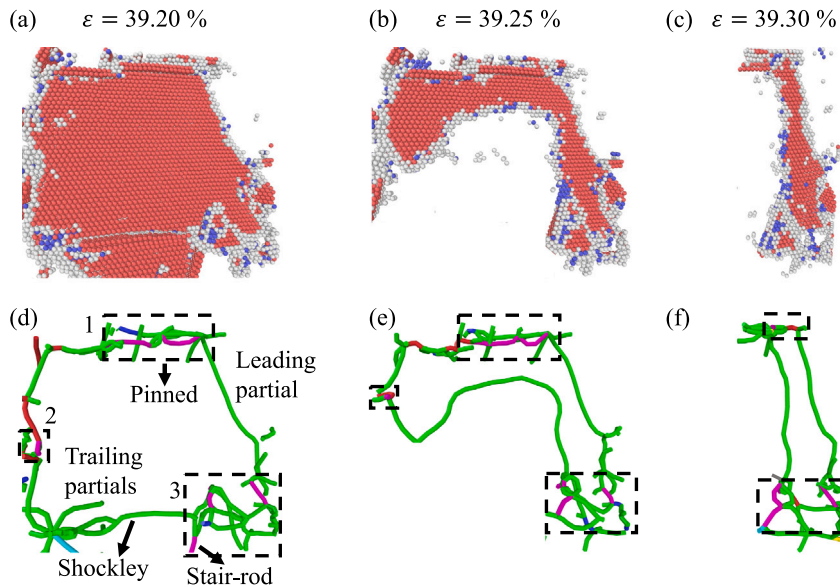 (a) ε = 39.20 %
(b) ε = 39.25 %
(c) ε = 39.30 %
(d)
1
Leading
partial
Pinned
2
Trailing
partials
3
Shockley
Stair-rod
(e)
(f)